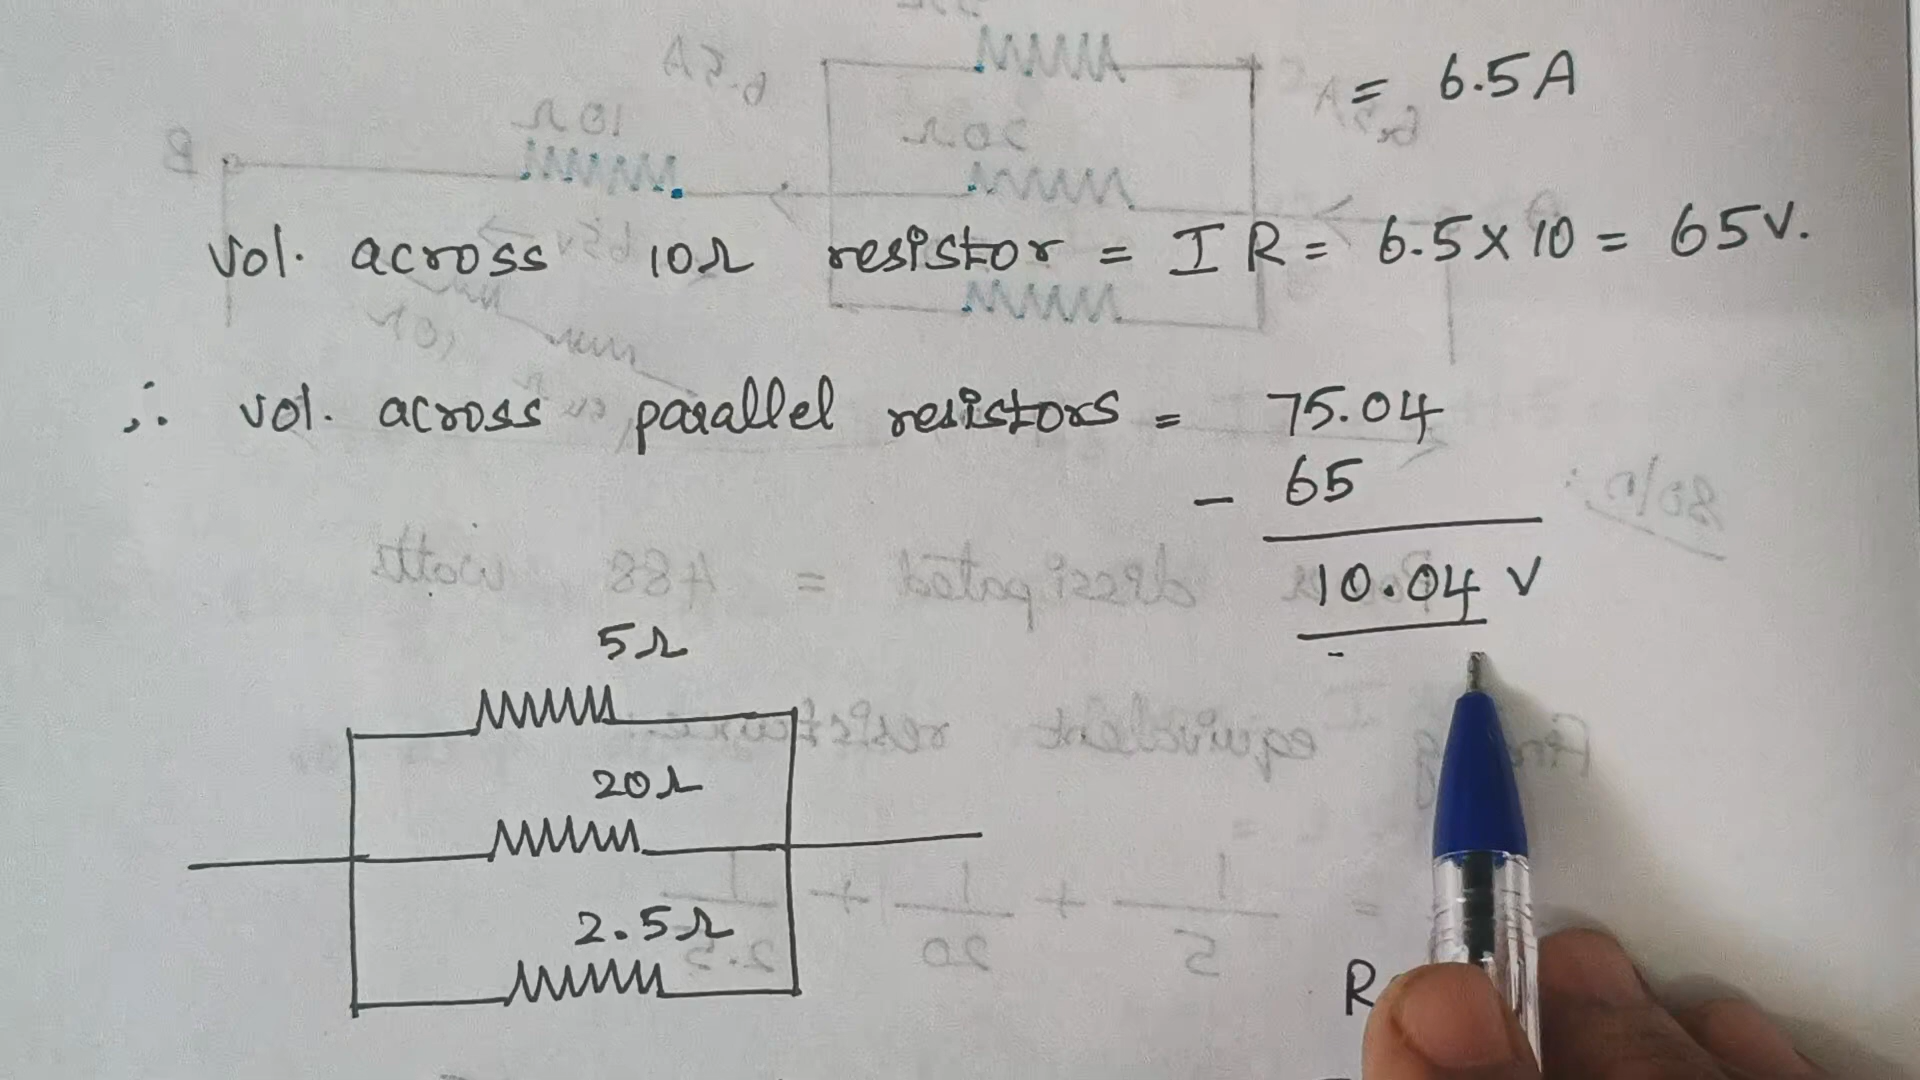 = 6.5A
vol. across 10Ω resistor = IR = 6.5 x 10 = 65V.
∴ vol. across parallel resistors = 75.04
- 65
10.04 V
5Ω
20Ω
2.5Ω
R